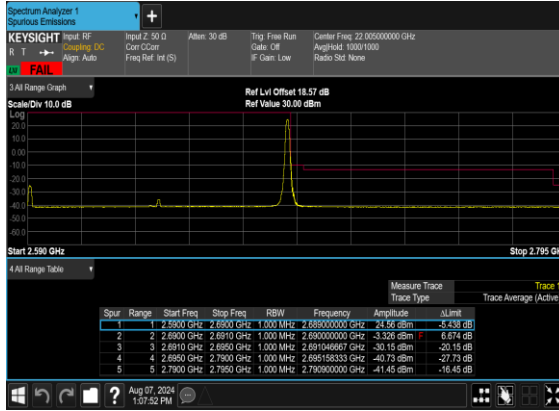 Spectrum Analyzer 1
Spurious Emissions
+
KEYSIGHT Input: RF Input Z: 50 Ω Atten: 30 dB Trig: Free Run Center Freq: 22.005000000 GHz
R T Coupling: DC Corr CCorr Gate: Off Avg|Hold: 1000/1000
Align: Auto Freq Ref: Int (S) IF Gain: Low Radio Std: None
FAIL
3 All Range Graph
Ref Lvl Offset 18.57 dB
Scale/Div 10.0 dB Ref Value 30.00 dBm
Log
20.0
10.0
0.00
-10.0
-20.0
-30.0
-40.0
-50.0
-60.0
Start 2.590 GHz Stop 2.795 GH
4 All Range Table
Measure Trace Trace 1
Trace Type Trace Average (Active
Spur Range Start Freq Stop Freq RBW Frequency Amplitude ΔLimit
1 1 2.5900 GHz 2.6900 GHz 1.000 MHz 2.689000000 GHz 24.56 dBm -5.438 dB
2 2 2.6900 GHz 2.6910 GHz 1.000 MHz 2.690000000 GHz -3.326 dBm F 6.674 dB
3 3 2.6910 GHz 2.6950 GHz 1.000 MHz 2.691046667 GHz -30.15 dBm -20.15 dB
4 4 2.6950 GHz 2.7900 GHz 1.000 MHz 2.695158333 GHz -40.73 dBm -27.73 dB
5 5 2.7900 GHz 2.7950 GHz 1.000 MHz 2.790900000 GHz -41.45 dBm -16.45 dB
? Aug 07, 2024
1:07:52 PM